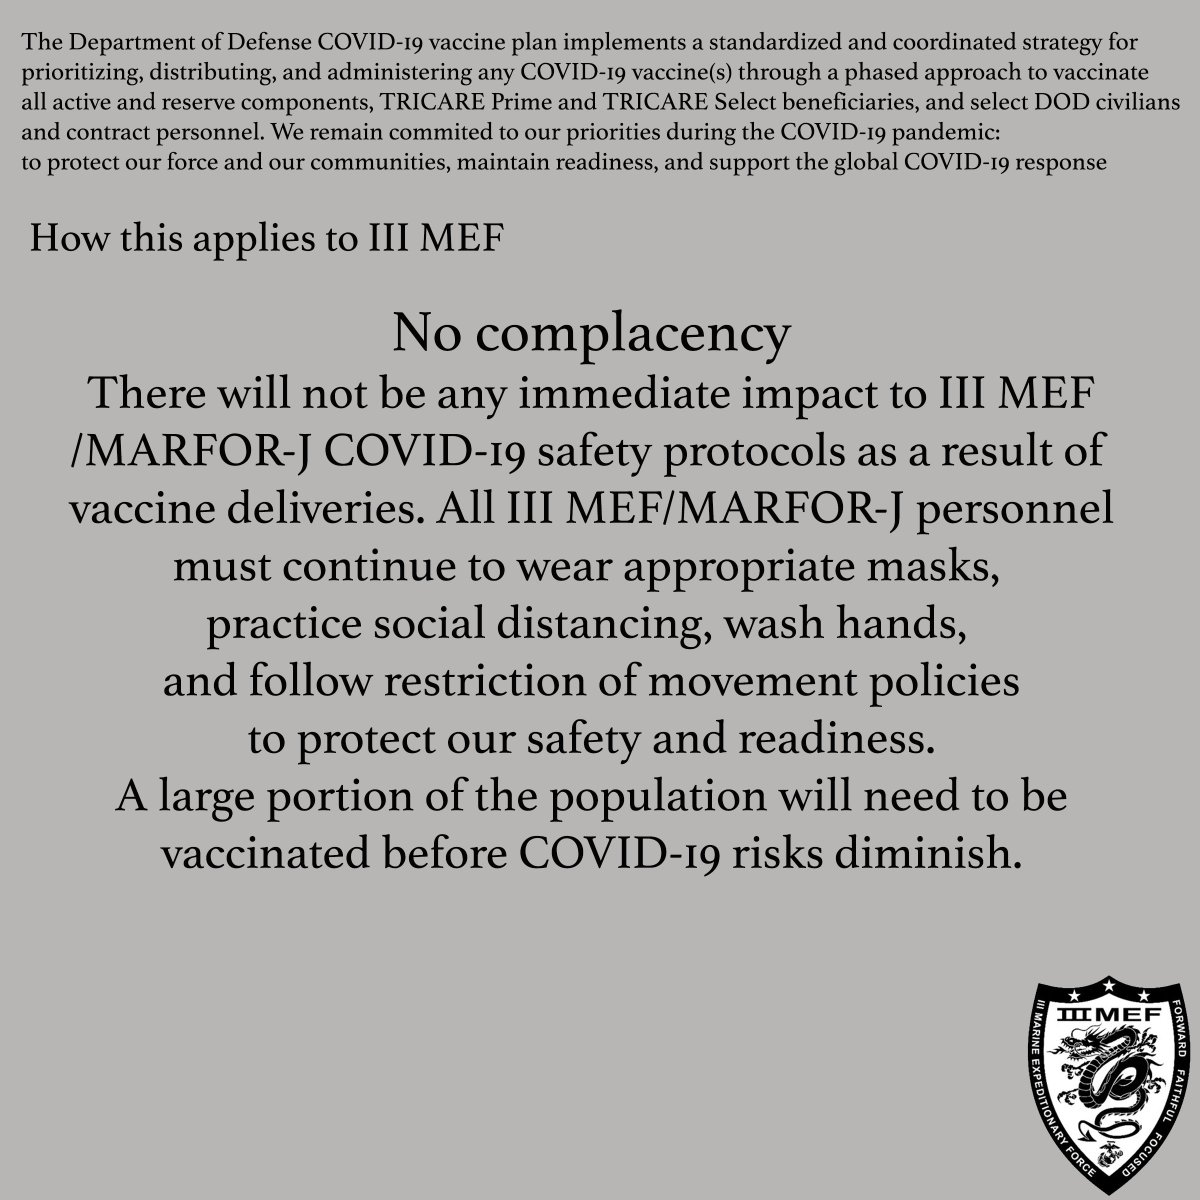 The Department of Defense COVID-19 vaccine plan implements a standardized and coordinated strategy for
prioritizing, distributing, and administering any COVID-19 vaccine(s) through a phased approach to vaccinate
all active and reserve components, TRICARE Prime and TRICARE Select beneficiaries, and select DOD civilians
and contract personnel. We remain commited to our priorities during the COVID-19 pandemic:
to protect our force and our communities, maintain readiness, and support the global COVID-19 response
How this applies to III MEF
No complacency
There will not be any immediate impact to III MEF
/MARFOR-J COVID-19 safety protocols as a result of
vaccine deliveries. All III MEF/MARFOR-J personnel
must continue to wear appropriate masks,
practice social distancing, wash hands,
and follow restriction of movement policies
to protect our safety and readiness.
A large portion of the population will need to be
vaccinated before COVID-19 risks diminish.
III MEF
III MARINE EXPEDITIONARY FORCE
FORWARD FAITHFUL FOCUSED